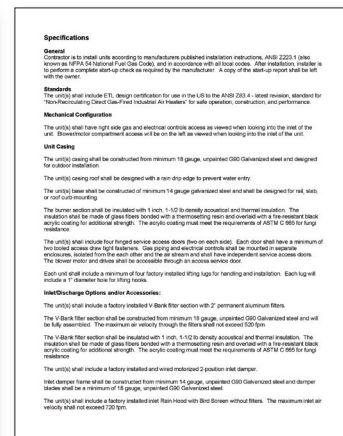 Specifications
General
Contractor is to install units according to manufacturers published installation instructions, ANSI Z223.1 (also
known as NFPA 54 National Fuel Gas Code), and in accordance with all local codes. After installation, installer is
to perform a complete start-up check as required by the manufacturer. A copy of the start-up report shall be left
with the owner.
Standards
The unit(s) shall include ETL design certification for use in the US to the ANSI Z83.4 - latest revision, standard for
"Non-Recirculating Direct Gas-Fired Industrial Air Heaters" for safe operation, construction, and performance.
Mechanical Configuration
The unit(s) shall have right side gas and electrical controls access as viewed when looking into the inlet of the
unit. Blower/motor compartment access will be on the left as viewed when looking into the inlet of the unit.
Unit Casing
The unit(s) casing shall be constructed from minimum 18 gauge, unpainted G90 Galvanized steel and designed
for outdoor installation.
The unit(s) casing roof shall be designed with a rain drip edge to prevent water entry.
The unit(s) base shall be constructed of minimum 14 gauge galvanized steel and shall be designed for rail, slab,
or roof curb mounting.
The burner section shall be insulated with 1 inch, 1-1/2 lb density acoustical and thermal insulation. The
insulation shall be made of glass fibers bonded with a thermosetting resin and overlaid with a fire-resistant black
acrylic coating for additional strength. The acrylic coating must meet the requirements of ASTM C 665 for fungi
resistance.
The unit(s) shall include four hinged service access doors (two on each side). Each door shall have a minimum of
two tooled access draw tight fasteners. Gas piping and electrical controls shall be mounted in separate
enclosures, isolated from the each other and the air stream and shall have independent service access doors.
The blower motor and drives shall be accessible through an access service door.
Each unit shall include a minimum of four factory installed lifting lugs for handling and installation. Each lug will
include a 1" diameter hole for lifting hooks.
Inlet/Discharge Options and/or Accessories:
The unit(s) shall include a factory installed V-Bank filter section with 2" permanent aluminum filters.
The V-Bank filter section shall be constructed from minimum 18 gauge, unpainted G90 Galvanized steel and will
be fully assembled. The maximum air velocity through the filters shall not exceed 520 fpm.
The V-Bank filter section shall be insulated with 1 inch, 1-1/2 lb density acoustical and thermal insulation. The
insulation shall be made of glass fibers bonded with a thermosetting resin and overlaid with a fire-resistant black
acrylic coating for additional strength. The acrylic coating must meet the requirements of ASTM C 665 for fungi
resistance.
The unit(s) shall include a factory installed and wired motorized 2-position inlet damper.
Inlet damper frame shall be constructed from minimum 14 gauge, unpainted G90 Galvanized steel and damper
blades shall be a minimum of 18 gauge, unpainted G90 Galvanized steel.
The unit(s) shall include a factory installed inlet Rain Hood with Bird Screen without filters. The maximum inlet air
velocity shall not exceed 720 fpm.